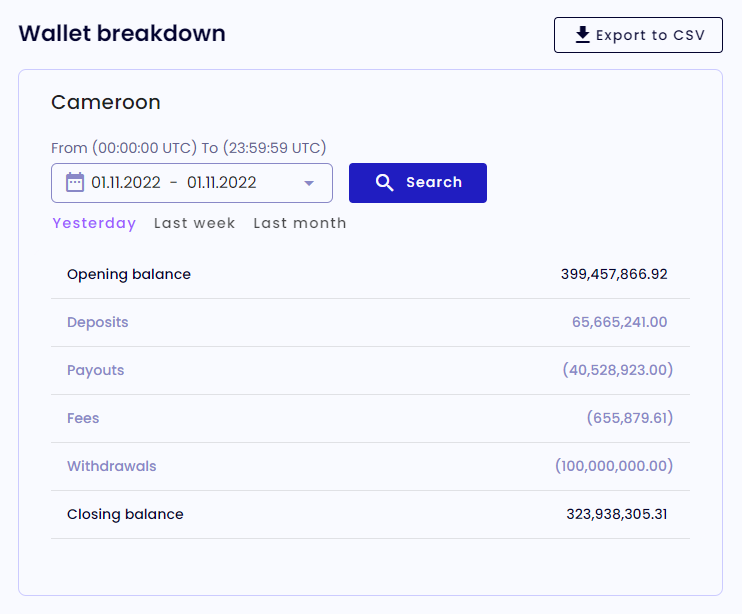 Wallet breakdown
Export to CSV
Cameroon
From (00:00:00 UTC) To (23:59:59 UTC)
01.11.2022 - 01.11.2022
Search
Yesterday Last week Last month
Opening balance 399,457,866.92
Deposits 65,665,241.00
Payouts (40,528,923.00)
Fees (655,879.61)
Withdrawals (100,000,000.00)
Closing balance 323,938,305.31